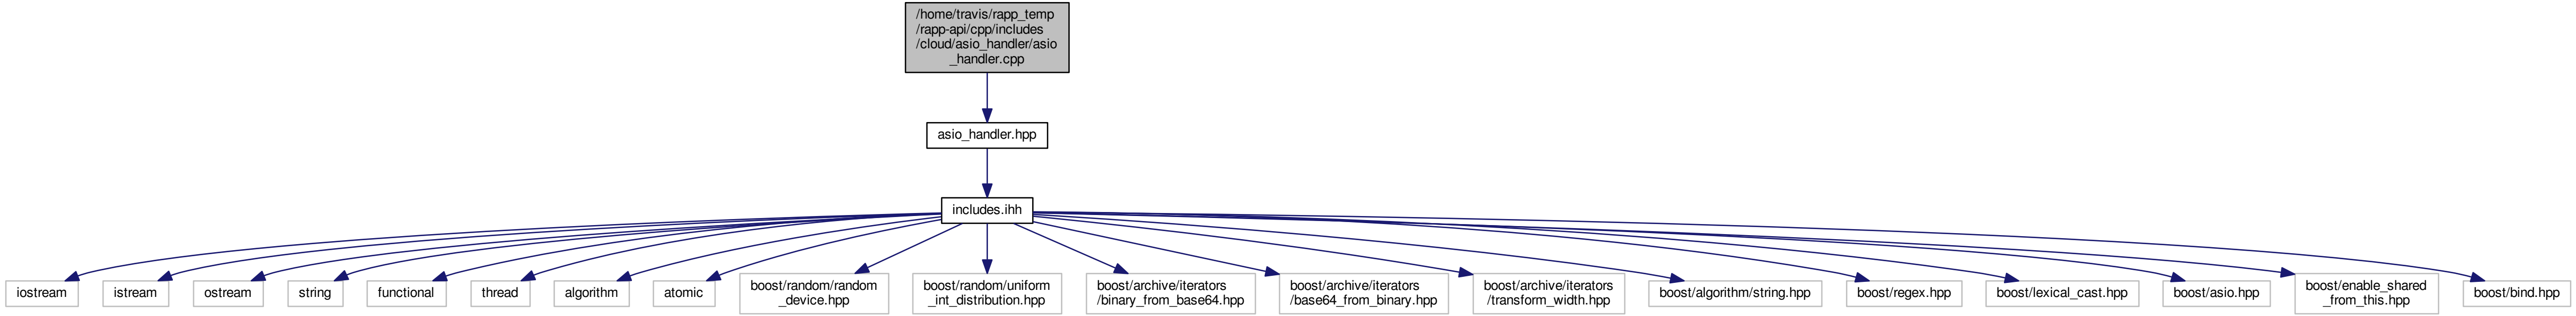 /home/travis/rapp_temp
/rapp-api/cpp/includes
/cloud/asio_handler/asio
_handler.cpp
asio_handler.hpp
includes.ihh
iostream
istream
ostream
string
functional
thread
algorithm
atomic
boost/random/random
_device.hpp
boost/random/uniform
_int_distribution.hpp
boost/archive/iterators
/binary_from_base64.hpp
boost/archive/iterators
/base64_from_binary.hpp
boost/archive/iterators
/transform_width.hpp
boost/algorithm/string.hpp
boost/regex.hpp
boost/lexical_cast.hpp
boost/asio.hpp
boost/enable_shared
_from_this.hpp
boost/bind.hpp